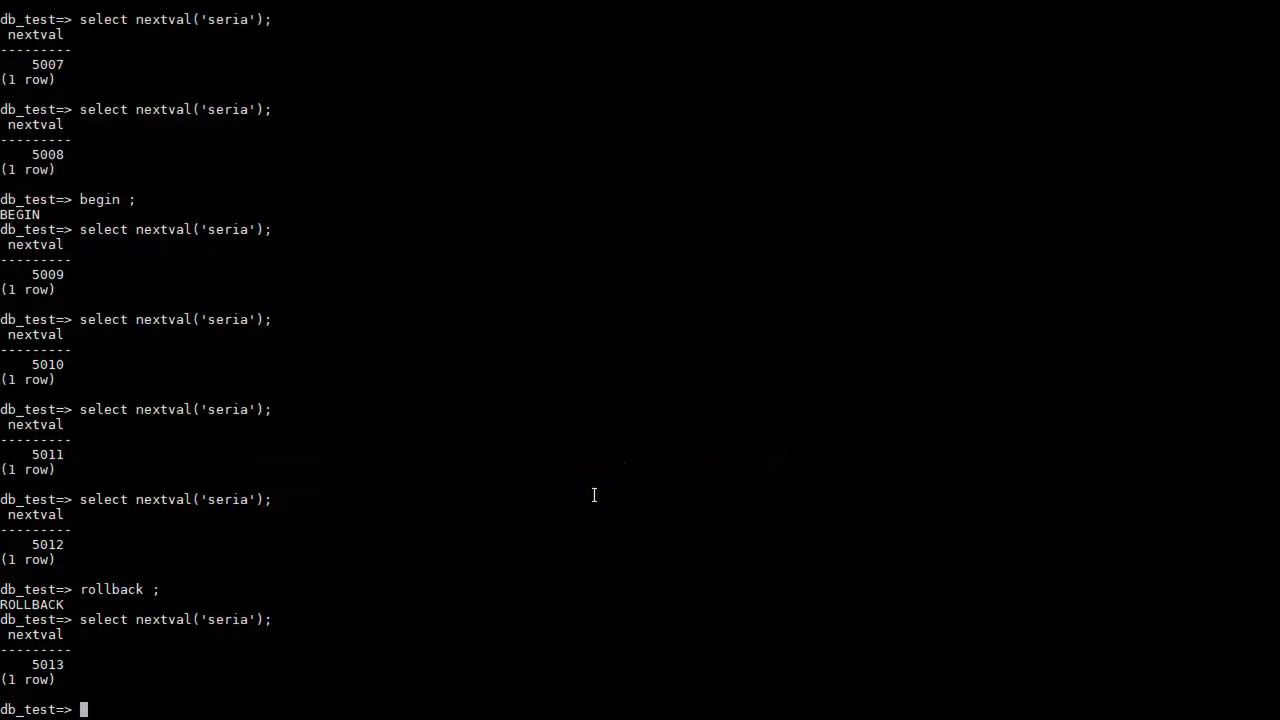 db_test=> select nextval('seria');
 nextval
---------
    5007
(1 row)

db_test=> select nextval('seria');
 nextval
---------
    5008
(1 row)

db_test=> begin ;
BEGIN
db_test=> select nextval('seria');
 nextval
---------
    5009
(1 row)

db_test=> select nextval('seria');
 nextval
---------
    5010
(1 row)

db_test=> select nextval('seria');
 nextval
---------
    5011
(1 row)

db_test=> select nextval('seria');
 nextval
---------
    5012
(1 row)

db_test=> rollback ;
ROLLBACK
db_test=> select nextval('seria');
 nextval
---------
    5013
(1 row)

db_test=>